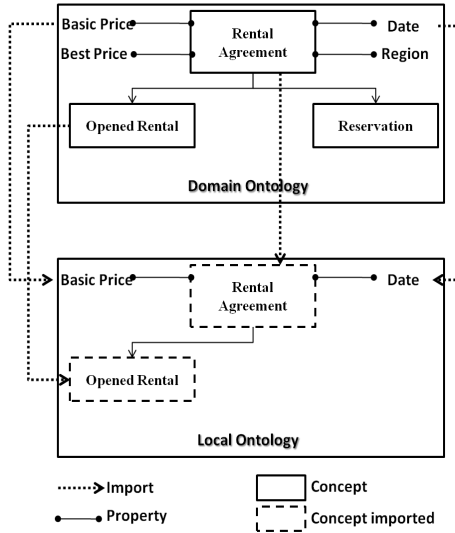 Basic Price
Rental
Agreement
Date
Best Price
Region
Opened Rental
Reservation
Domain Ontology
Basic Price
Rental
Agreement
Date
Opened Rental
Local Ontology
Import
Concept
Property
Concept imported